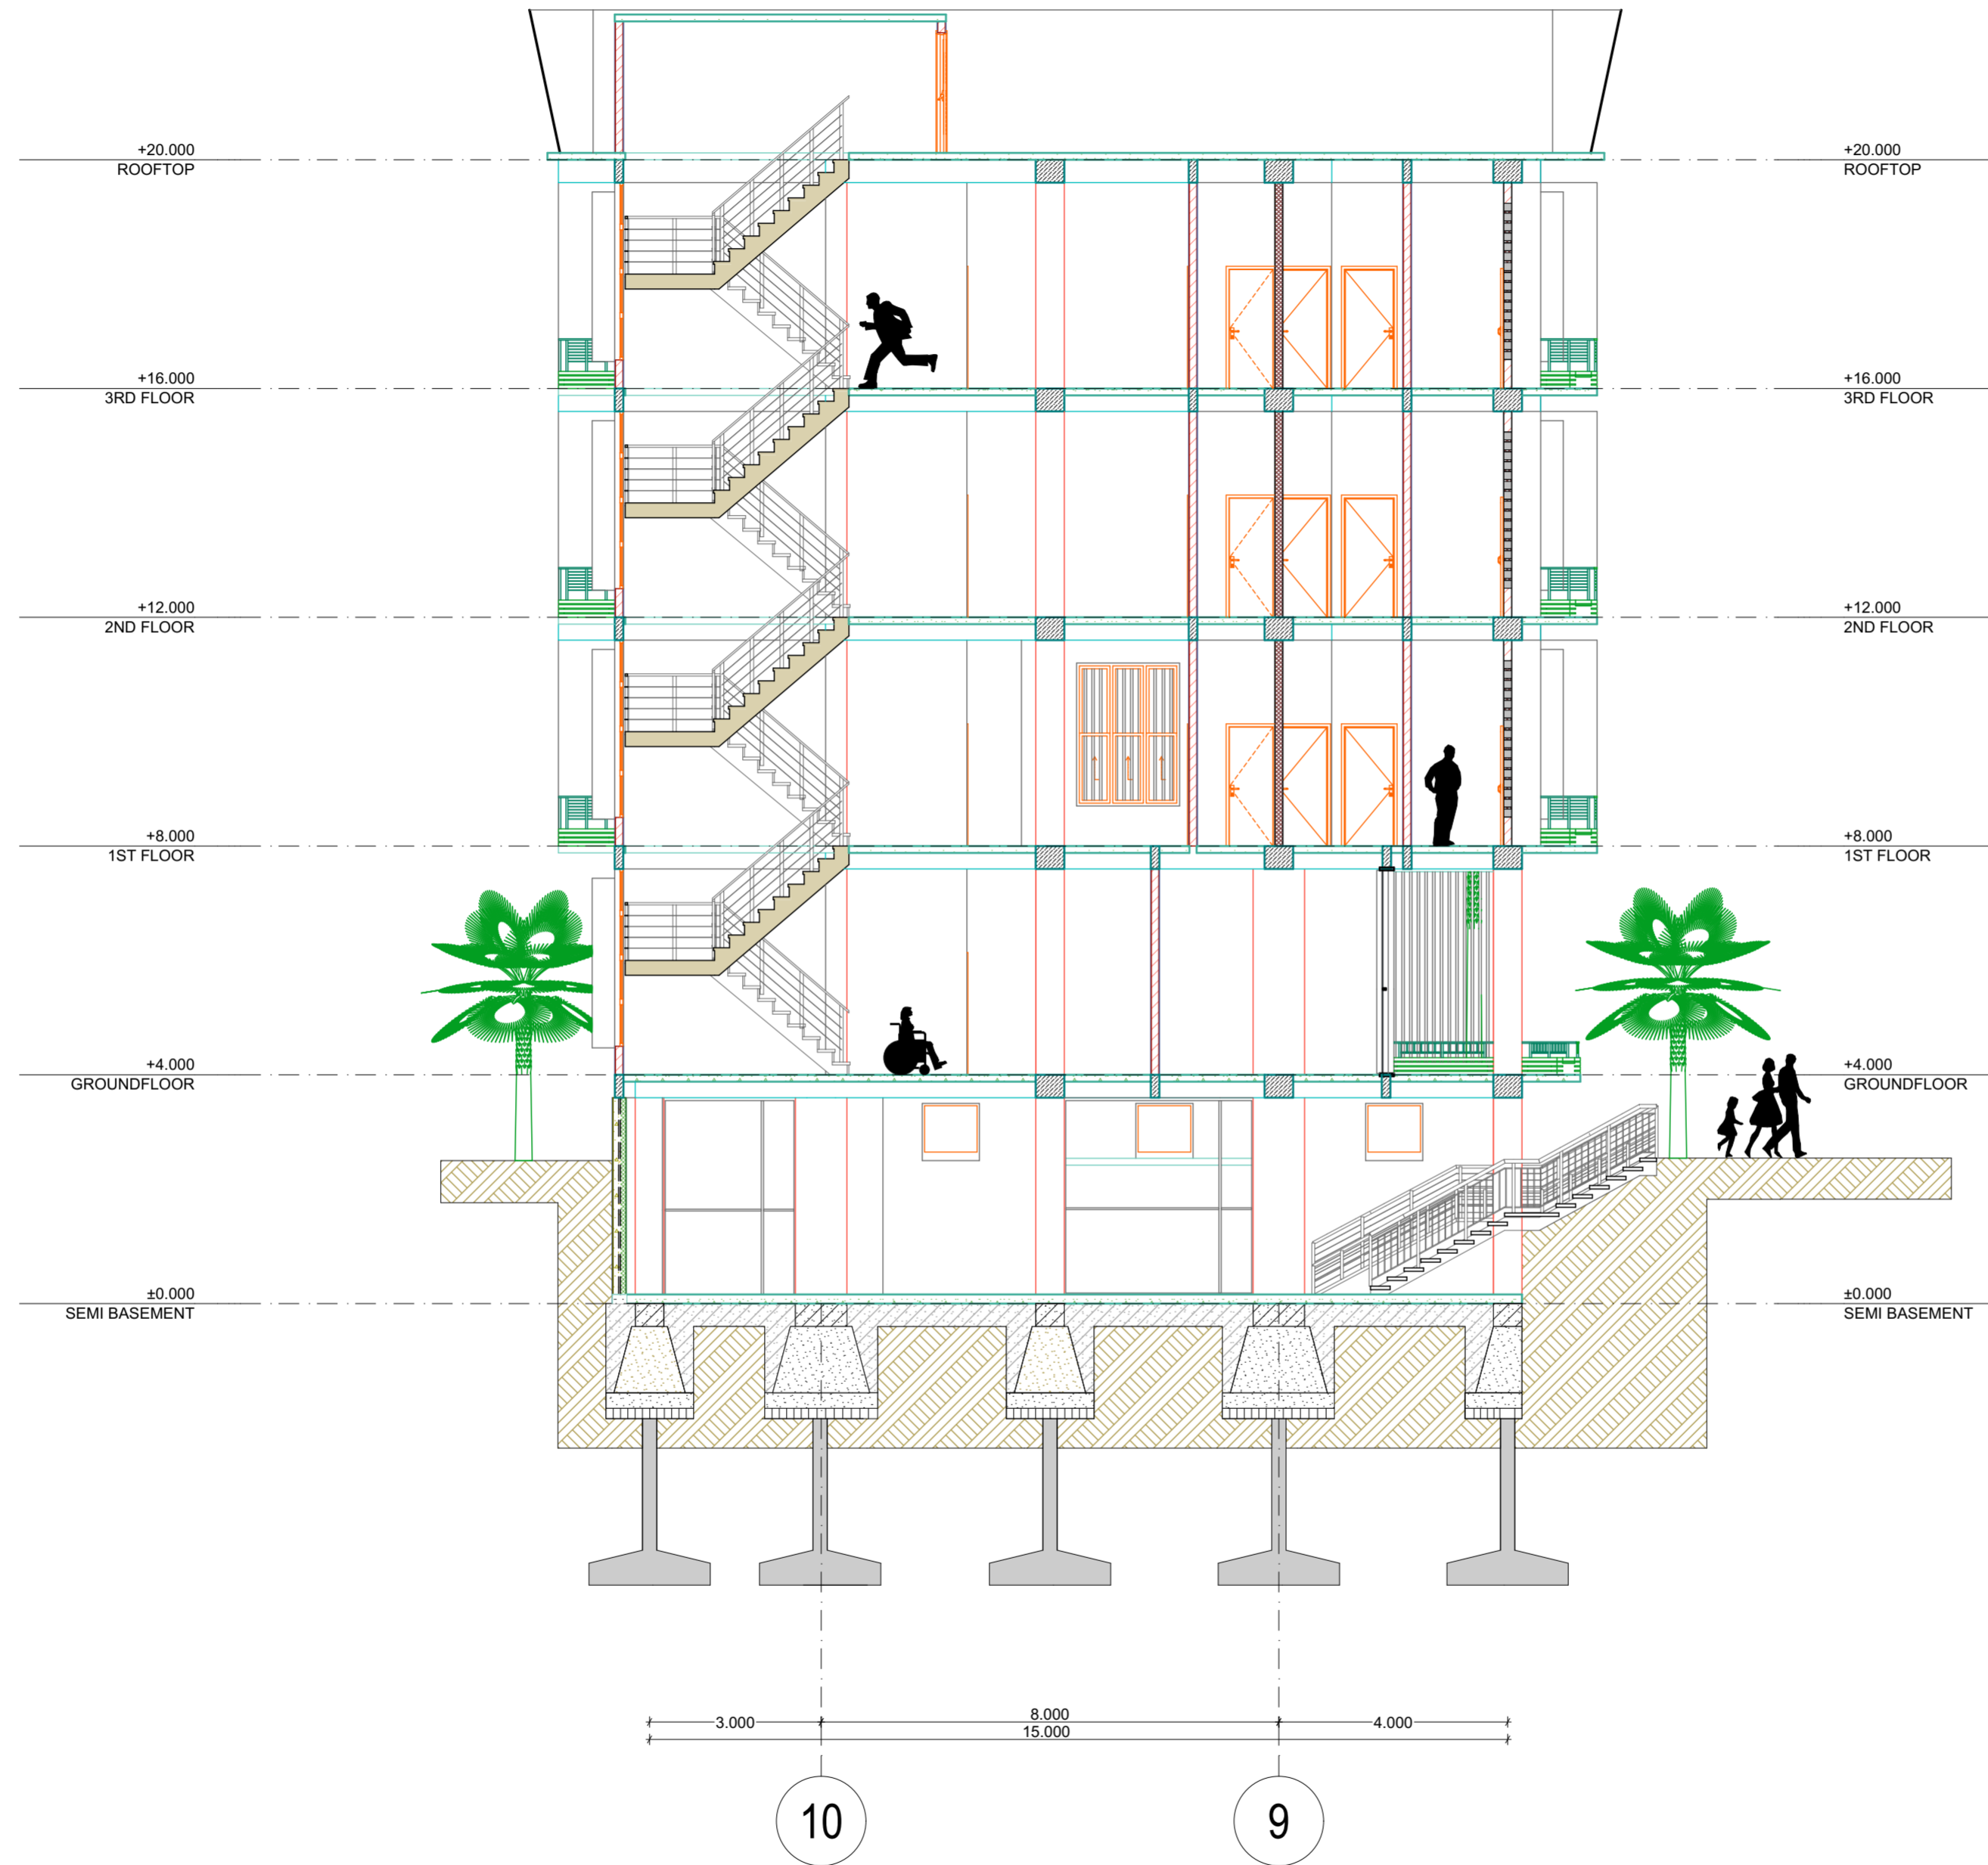 +20.000
ROOFTOP
+20.000
ROOFTOP
+16.000
3RD FLOOR
+16.000
3RD FLOOR
+12.000
2ND FLOOR
+12.000
2ND FLOOR
+8.000
1ST FLOOR
+8.000
1ST FLOOR
+4.000
GROUNDFLOOR
+4.000
GROUNDFLOOR
±0.000
SEMI BASEMENT
±0.000
SEMI BASEMENT
3.000
8.000
4.000
15.000
10
9